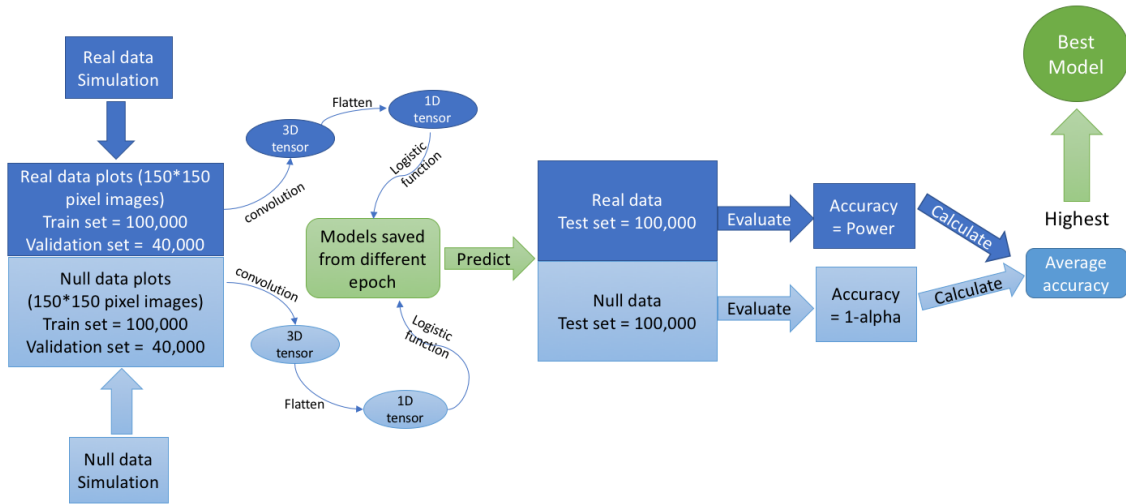 Real data
Simulation
Real data plots (150*150
pixel images)
Train set = 100,000
Validation set = 40,000
Null data plots
(150*150 pixel images)
Train set = 100,000
Validation set = 40,000
Null data
Simulation
convolution
3D
tensor
Flatten
1D
tensor
Logistic
function
convolution
3D
tensor
Flatten
1D
tensor
Logistic
function
Models saved
from different
epoch
Predict
Real data
Test set = 100,000
Null data
Test set = 100,000
Evaluate
Accuracy
= Power
Calculate
Evaluate
Accuracy
= 1-alpha
Calculate
Average
accuracy
Highest
Best
Model